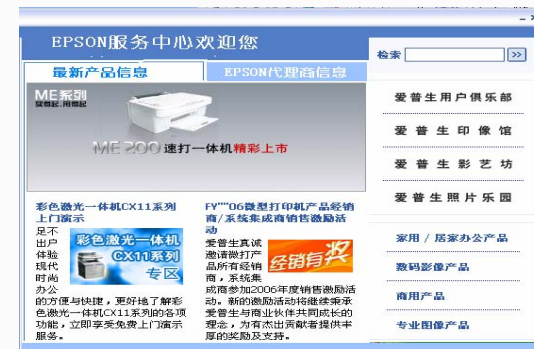 EPSON服务中心欢迎您
检索
>>
最新产品信息
EPSON代理商信息
ME系列
买得起，用得起
ME 200 速打一体机精彩上市
爱普生用户俱乐部
爱普生印像馆
爱普生影艺坊
爱普生照片乐园
彩色激光一体机CX11系列
上门演示
足不
出户
体验
现代
时尚
办公
的方便与快捷，更好地了解彩
色激光一体机CX11系列的各项
功能，立即享受免费上门演示
服务。
彩色激光一体机
CX11系列
专区
FY""06微型打印机产品经销
商/系统集成商销售激励活
动
爱普生真诚
邀请微打产
品所有经销
商，系统集
成商参加2006年度销售激励活
动。新的激励活动将继续秉承
爱普生与商业伙伴共同成长的
理念，为有杰出贡献者提供丰
厚的奖励及支持。
经销有奖
家用 / 居家办公产品
数码影像产品
商用产品
专业图像产品